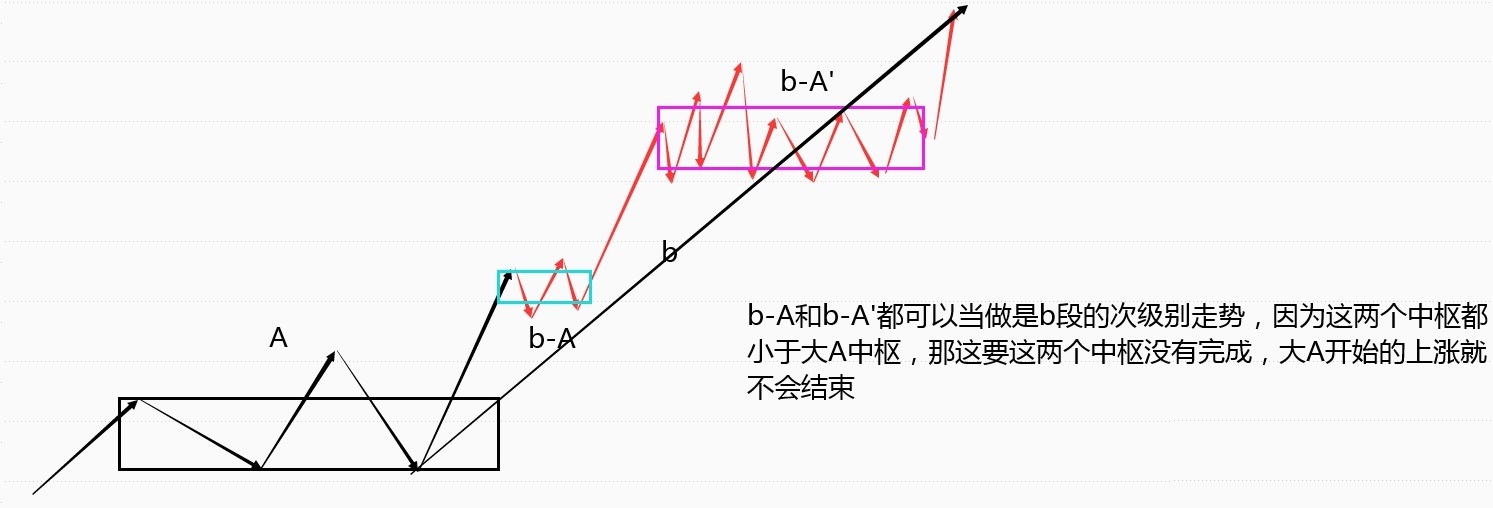 b-A'
b
b-A
A
b-A和b-A'都可以当做是b段的次级别走势，因为这两个中枢都
小于大A中枢，那这要这两个中枢没有完成，大A开始的上涨就
不会结束